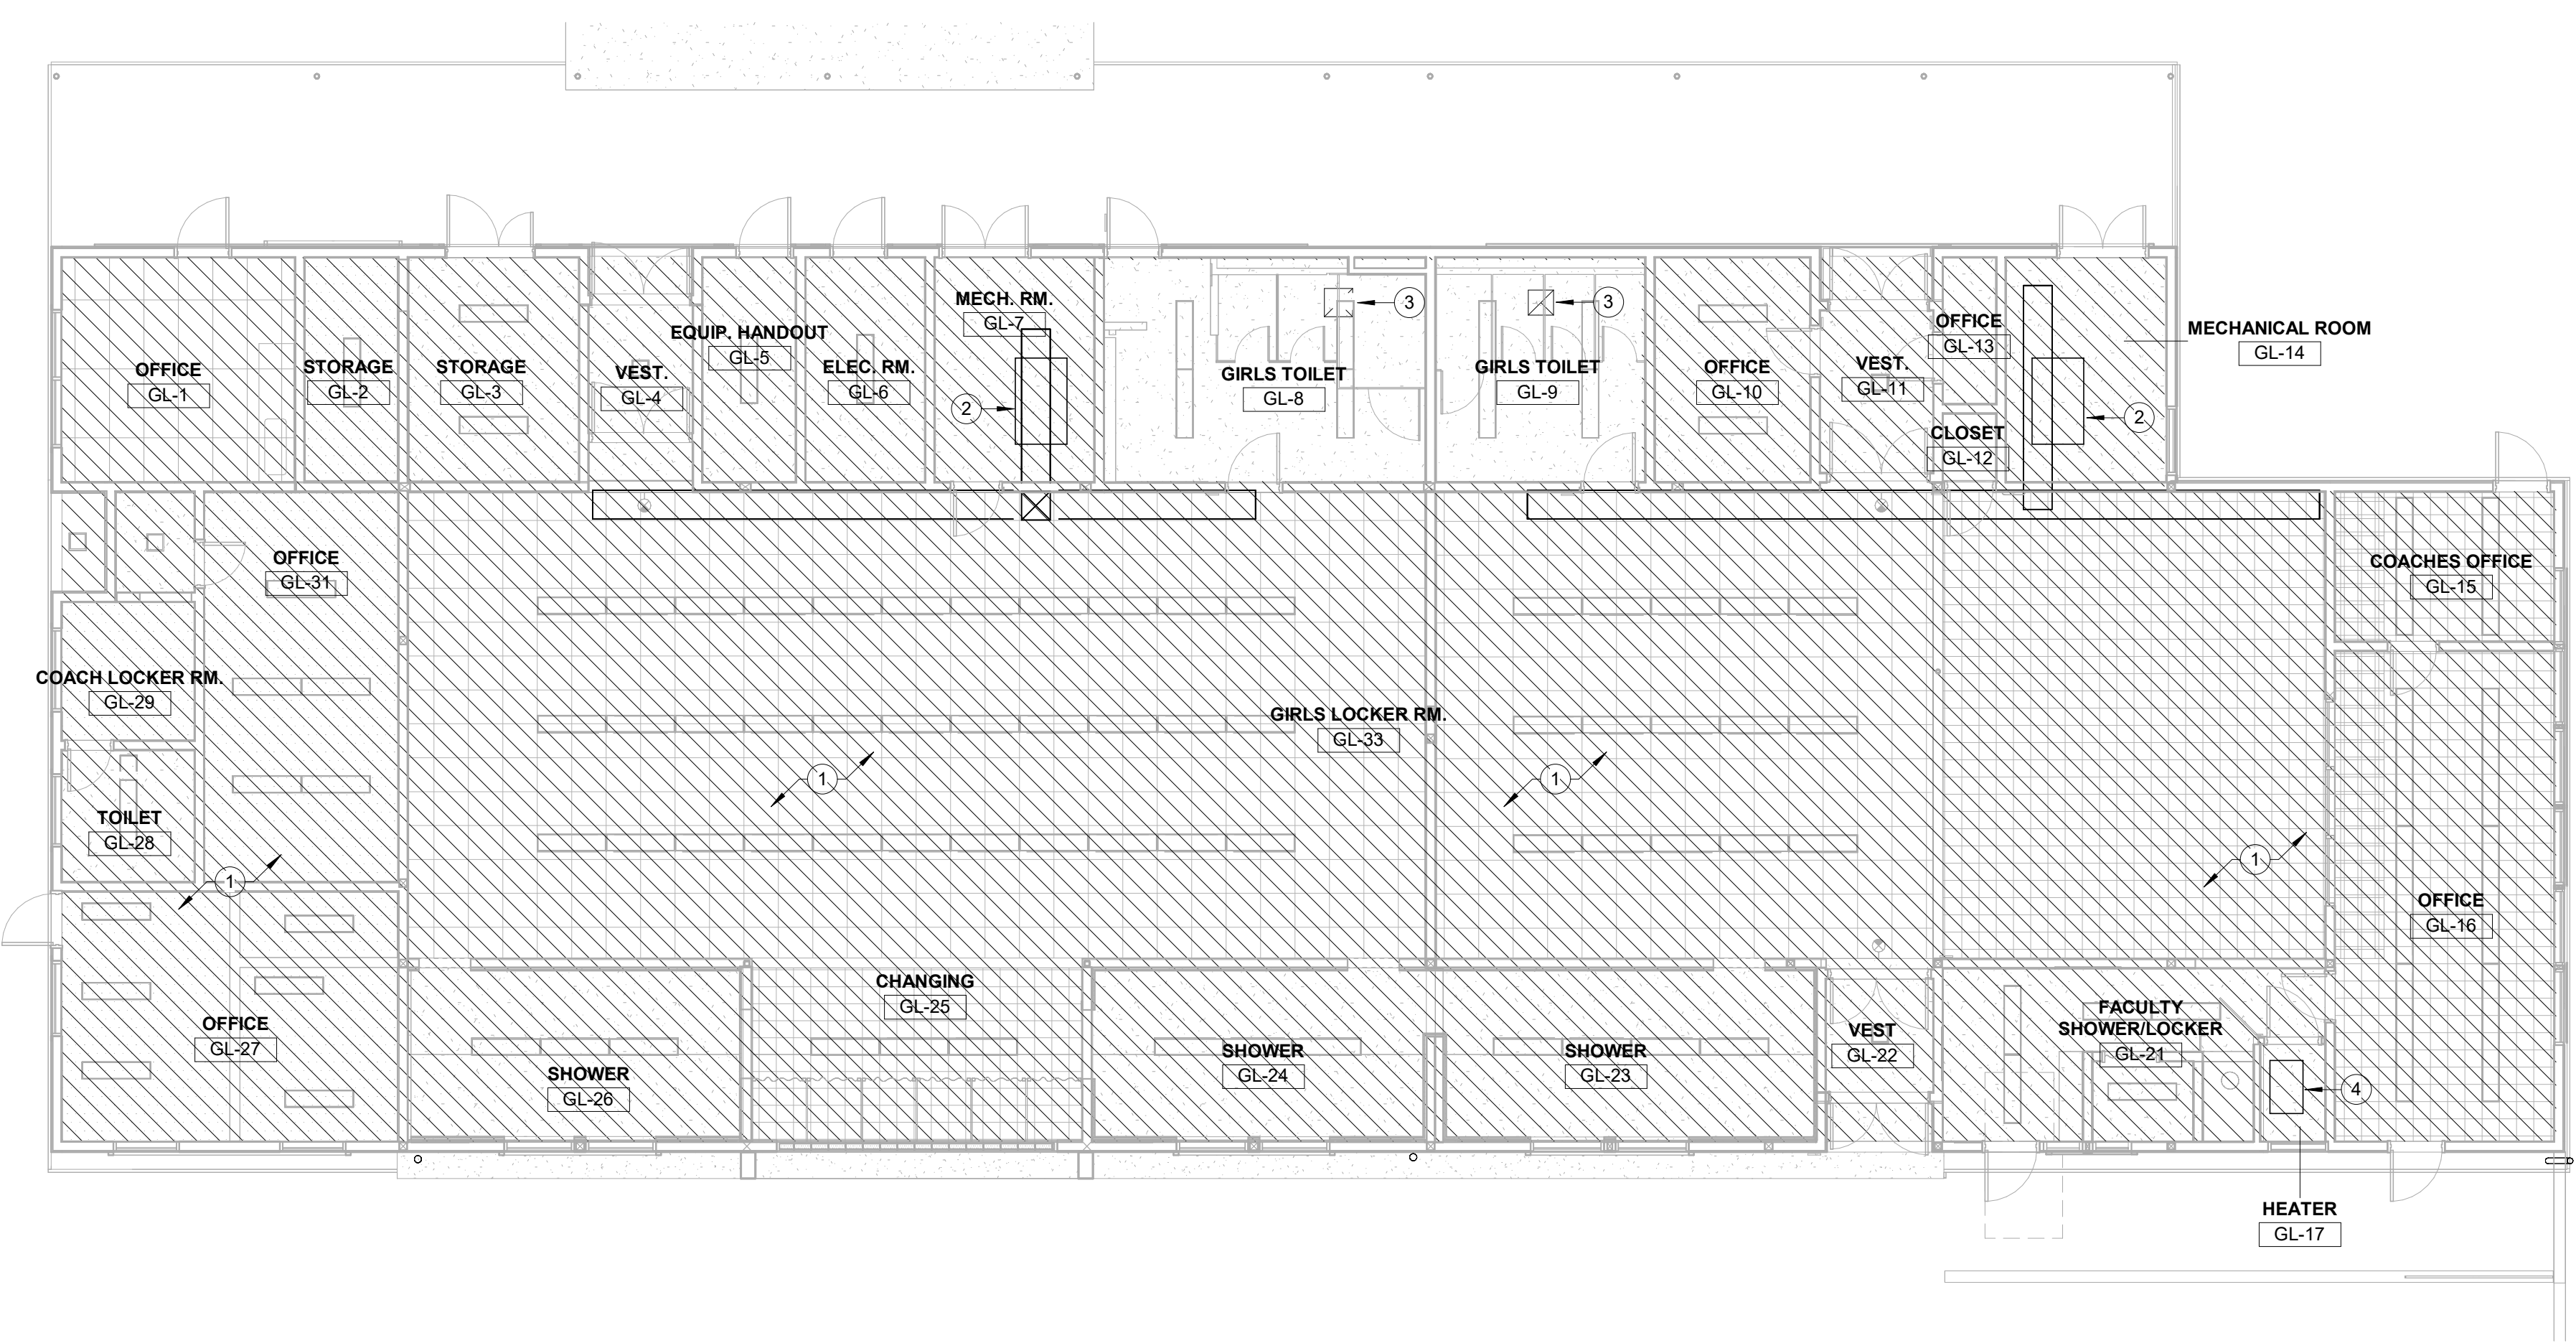 MECH. RM.
GL-7
3
3
EQUIP. HANDOUT
GL-5
OFFICE
GL-13
MECHANICAL ROOM
GL-14
OFFICE
GL-1
STORAGE
GL-2
STORAGE
GL-3
VEST.
GL-4
ELEC. RM.
GL-6
2
GIRLS TOILET
GL-8
GIRLS TOILET
GL-9
OFFICE
GL-10
VEST.
GL-11
2
CLOSET
GL-12
OFFICE
GL-31
COACHES OFFICE
GL-15
COACH LOCKER RM.
GL-29
GIRLS LOCKER RM.
GL-33
1
1
TOILET
GL-28
1
1
OFFICE
GL-16
CHANGING
GL-25
OFFICE
GL-27
FACULTY
SHOWER/LOCKER
GL-21
VEST
GL-22
SHOWER
GL-24
SHOWER
GL-23
SHOWER
GL-26
4
HEATER
GL-17